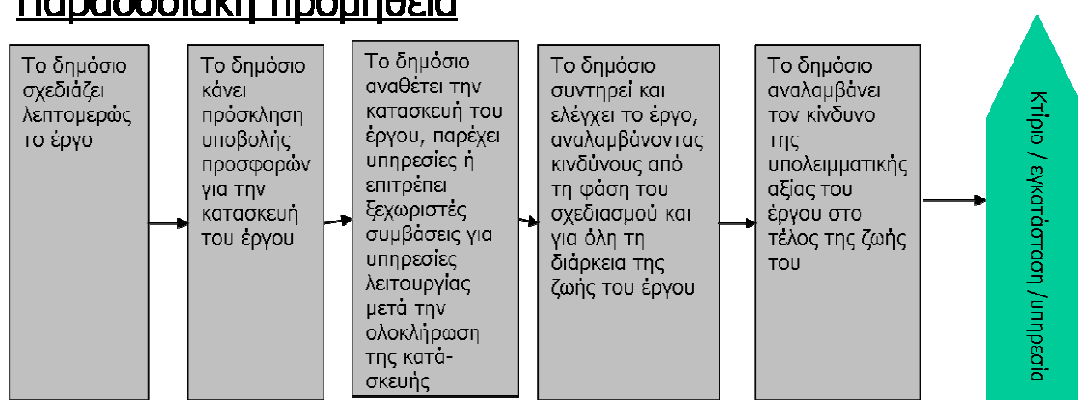 Παραδοσιακή προμήθεια
Το δημόσιο
σχεδιάζει
λεπτομερώς
το έργο
Το δημόσιο
κάνει
πρόσκληση
υποβολής
προσφορών
για την
κατασκευή
του έργου
Το δημόσιο
αναθέτει την
κατασκευή του
έργου, παρέχει
υπηρεσίες ή
επιτρέπει
ξεχωριστές
συμβάσεις για
υπηρεσίες
λειτουργίας
μετά την
ολοκλήρωση
της κατά-
σκευής
Το δημόσιο
συντηρεί και
ελέγχει το έργο,
αναλαμβάνοντας
κινδύνους από
τη φάση του
σχεδιασμού και
για όλη τη
διάρκεια της
ζωής του έργου
Το δημόσιο
αναλαμβάνει
τον κίνδυνο
της
υπολειμματικής
αξίας του
έργου στο
τέλος της ζωής
του
Κτίριο / εγκατάσταση /υπηρεσία